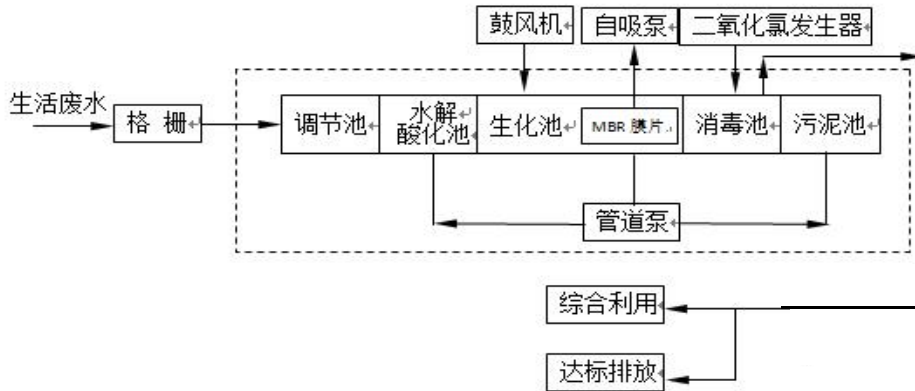 鼓风机
自吸泵
二氧化氯发生器
生活废水
格 栅
调节池
水解
酸化池
生化池
MBR 膜片
消毒池
污泥池
管道泵
综合利用
达标排放